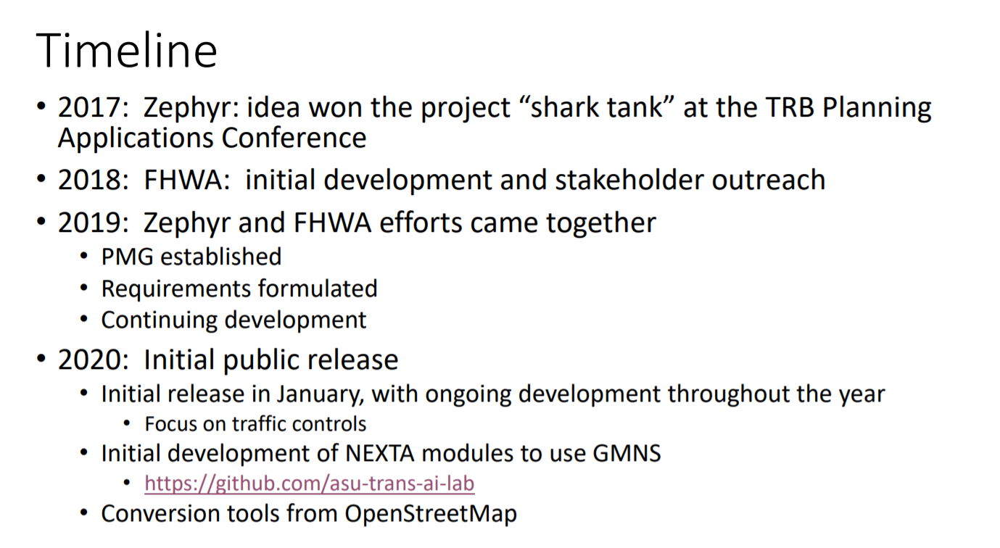 Timeline
• 2017:  Zephyr: idea won the project “shark tank” at the TRB Planning
Applications Conference
• 2018:  FHWA:  initial development and stakeholder outreach
• 2019:  Zephyr and FHWA efforts came together
• PMG established
• Requirements formulated
• Continuing development
• 2020:  Initial public release
• Initial release in January, with ongoing development throughout the year
• Focus on traffic controls
• Initial development of NEXTA modules to use GMNS
• https://github.com/asu-trans-ai-lab
• Conversion tools from OpenStreetMap